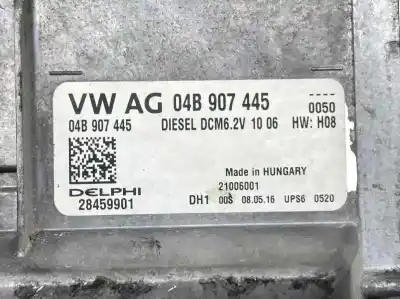 VW AG 04B 907 445 0050
04B 907 445 DIESEL DCM6.2V 10 06 HW: H08
Made in HUNGARY
DELPHI 21006001
28459901 DH1 00S 08.05.16 UPS6 0520